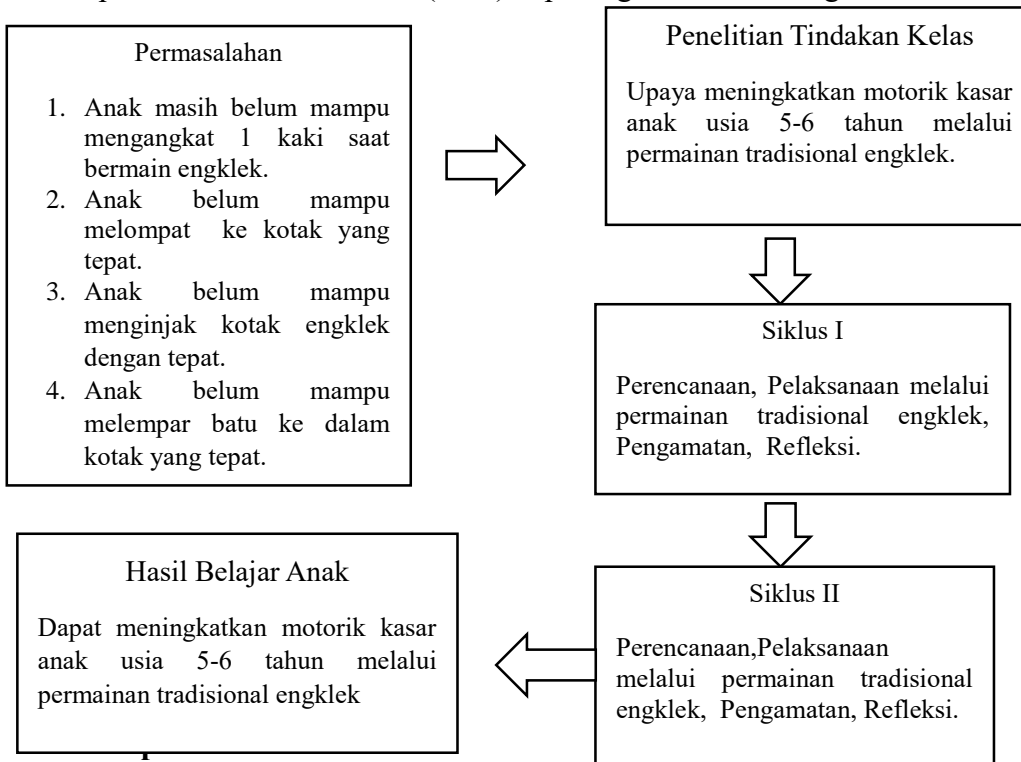 Permasalahan
1. Anak masih belum mampu
mengangkat 1 kaki saat
bermain engklek.
2. Anak belum mampu
melompat ke kotak yang
tepat.
3. Anak belum mampu
menginjak kotak engklek
dengan tepat.
4. Anak belum mampu
melempar batu ke dalam
kotak yang tepat.
Penelitian Tindakan Kelas
Upaya meningkatkan motorik kasar
anak usia 5-6 tahun melalui
permainan tradisional engklek.
Siklus I
Perencanaan, Pelaksanaan melalui
permainan tradisional engklek,
Pengamatan, Refleksi.
Siklus II
Perencanaan,Pelaksanaan
melalui permainan tradisional
engklek, Pengamatan, Refleksi.
Hasil Belajar Anak
Dapat meningkatkan motorik kasar
anak usia 5-6 tahun melalui
permainan tradisional engklek